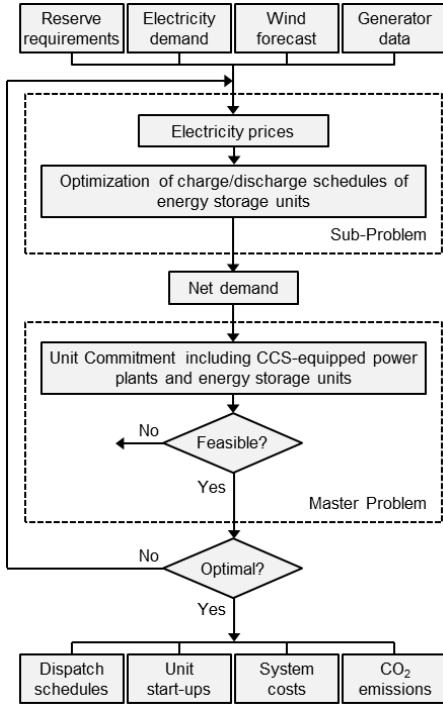 Reserve
requirements
Electricity
demand
Wind
forecast
Generator
data
Electricity prices
Optimization of charge/discharge schedules of
energy storage units
Sub-Problem
Net demand
Unit Commitment including CCS-equipped power
plants and energy storage units
No
Feasible?
Yes
Master Problem
No
Optimal?
Yes
Dispatch
schedules
Unit
start-ups
System
costs
CO₂
emissions